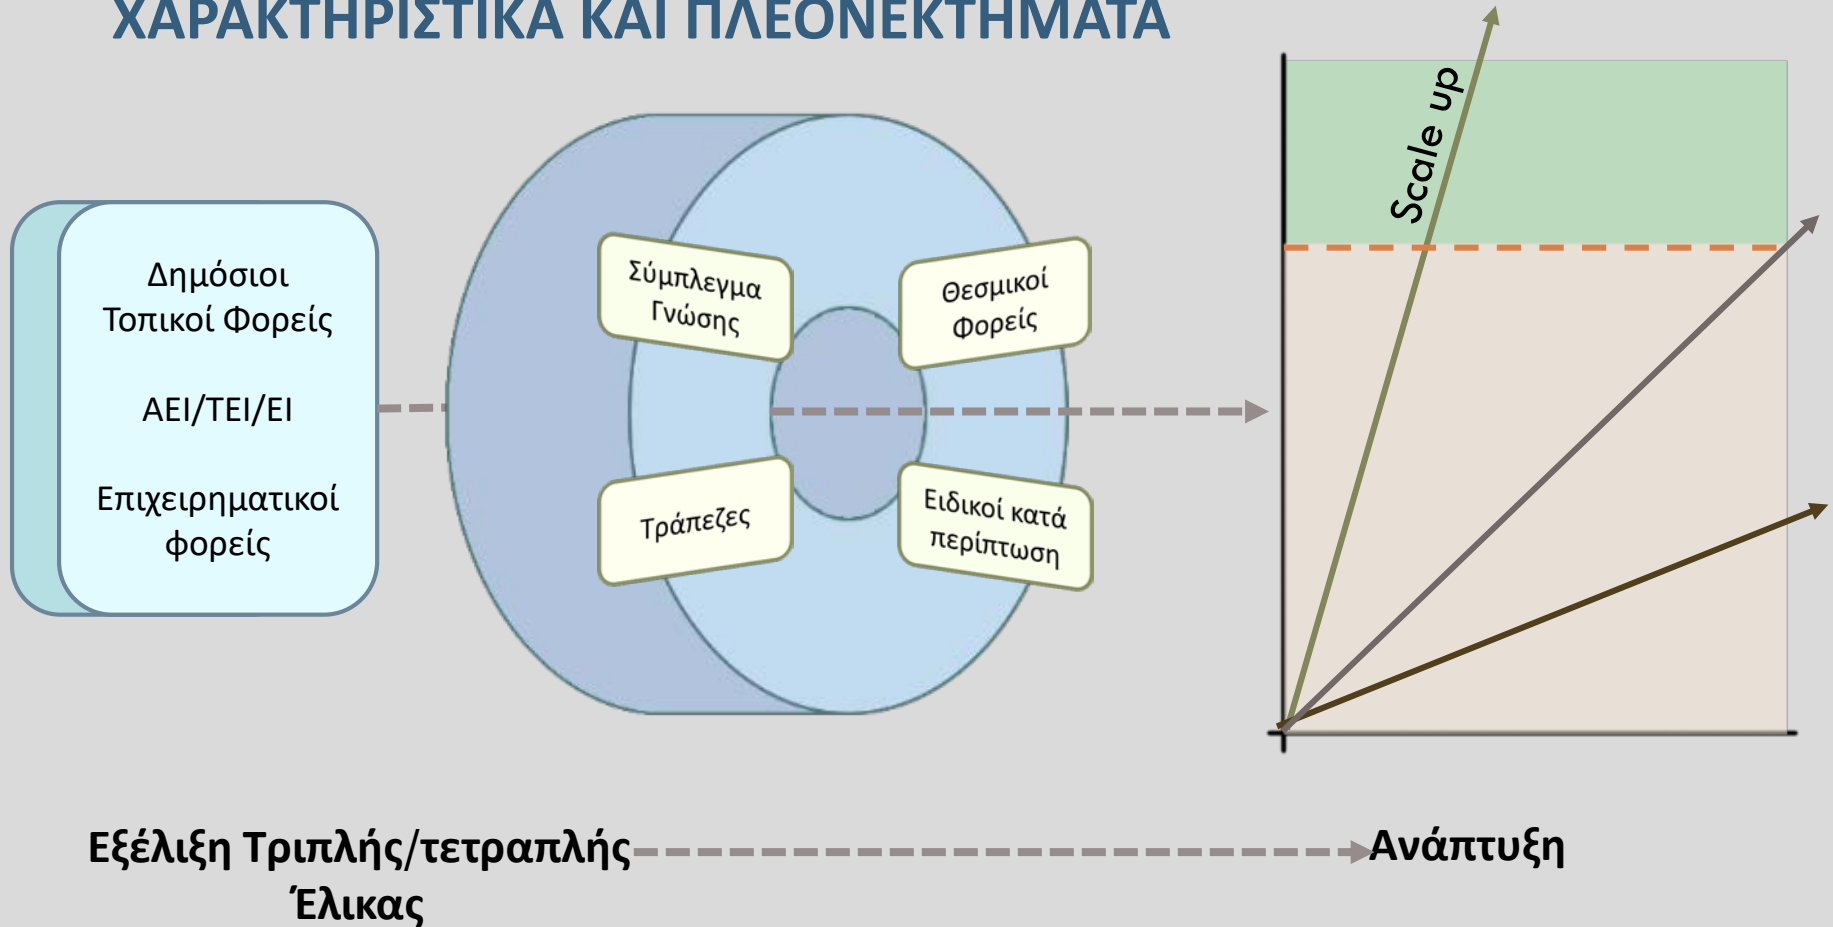 ΧΑΡΑΚΤΗΡΙΣΤΙΚΑ ΚΑΙ ΠΛΕΟΝΕΚΤΗΜΑΤΑ
Δημόσιοι
Τοπικοί Φορείς
ΑΕΙ/ΤΕΙ/ΕΙ
Επιχειρηματικοί
φορείς
Σύμπλεγμα
Γνώσης
Θεσμικοί
Φορείς
Τράπεζες
Ειδικοί κατά
περίπτωση
Scale up
Εξέλιξη Τριπλής/τετραπλής
Έλικας
Ανάπτυξη